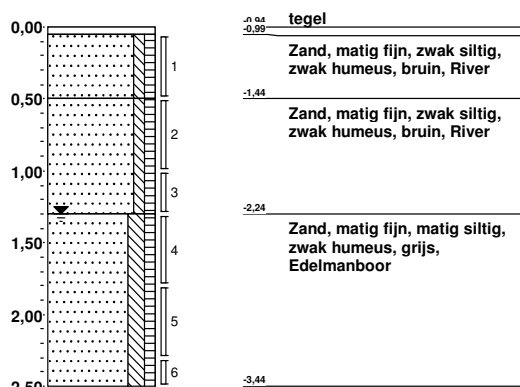 0,00
0,50
1,00
1,50
2,00
2,50
1
2
3
4
5
6
-0,94
tegel
-0,99
Zand, matig fijn, zwak siltig,
zwak humeus, bruin, River
-1,44
Zand, matig fijn, zwak siltig,
zwak humeus, bruin, River
-2,24
Zand, matig fijn, matig siltig,
zwak humeus, grijs,
Edelmanboor
-3,44